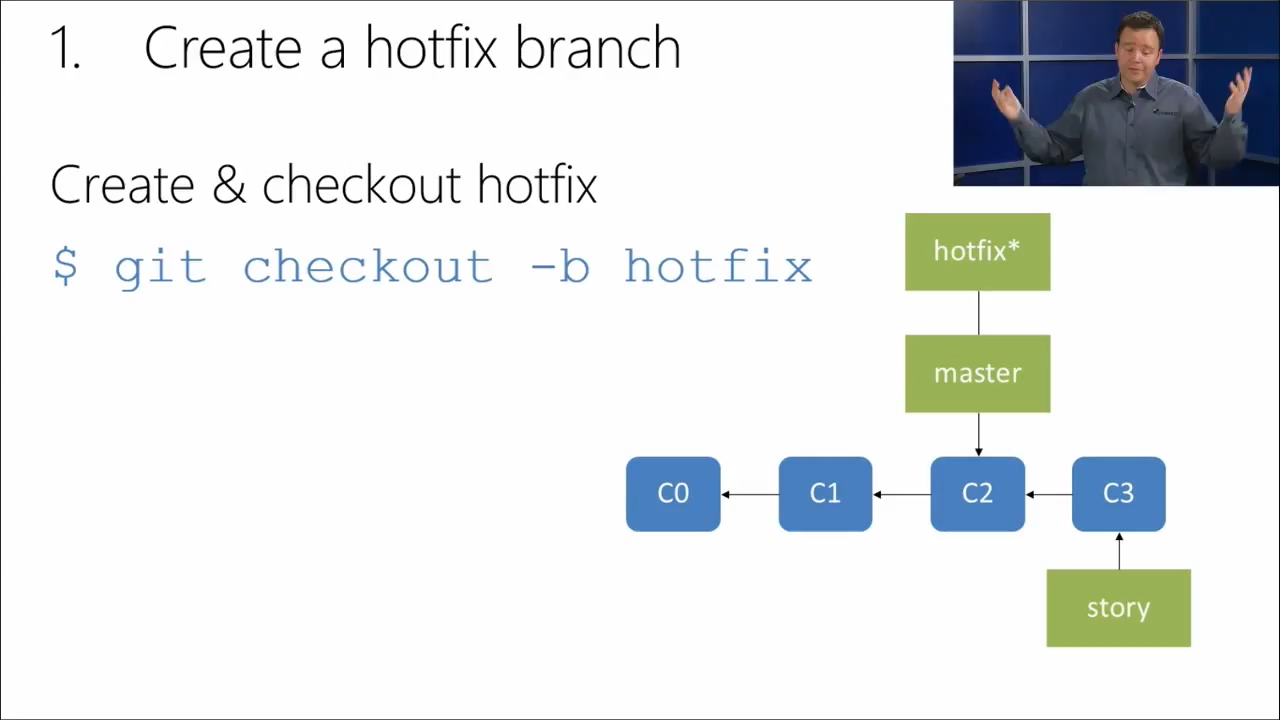 1. Create a hotfix branch
Create & checkout hotfix
$ git checkout -b hotfix
hotfix*
master
C0
C1
C2
C3
story